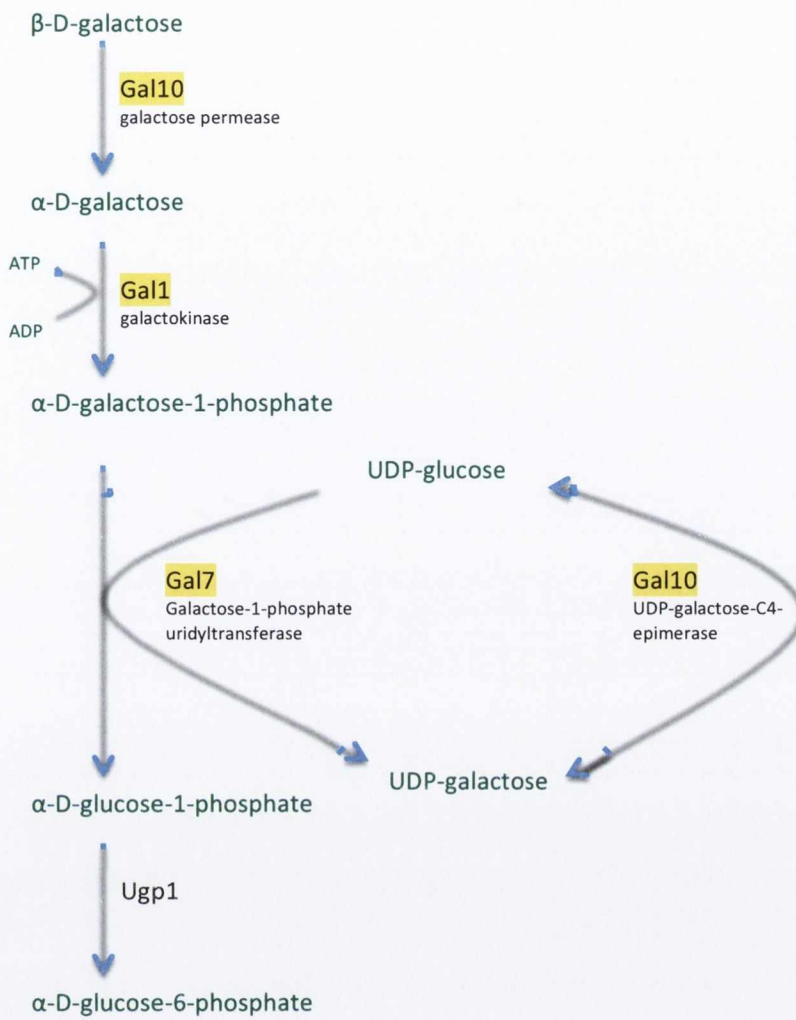 β-D-galactose
Gal10
galactose permease
α-D-galactose
ATP
Gal1
galactokinase
ADP
α-D-galactose-1-phosphate
UDP-glucose
Gal7
Galactose-1-phosphate
uridyltransferase
Gal10
UDP-galactose-C4-
epimerase
UDP-galactose
α-D-glucose-1-phosphate
Ugp1
α-D-glucose-6-phosphate